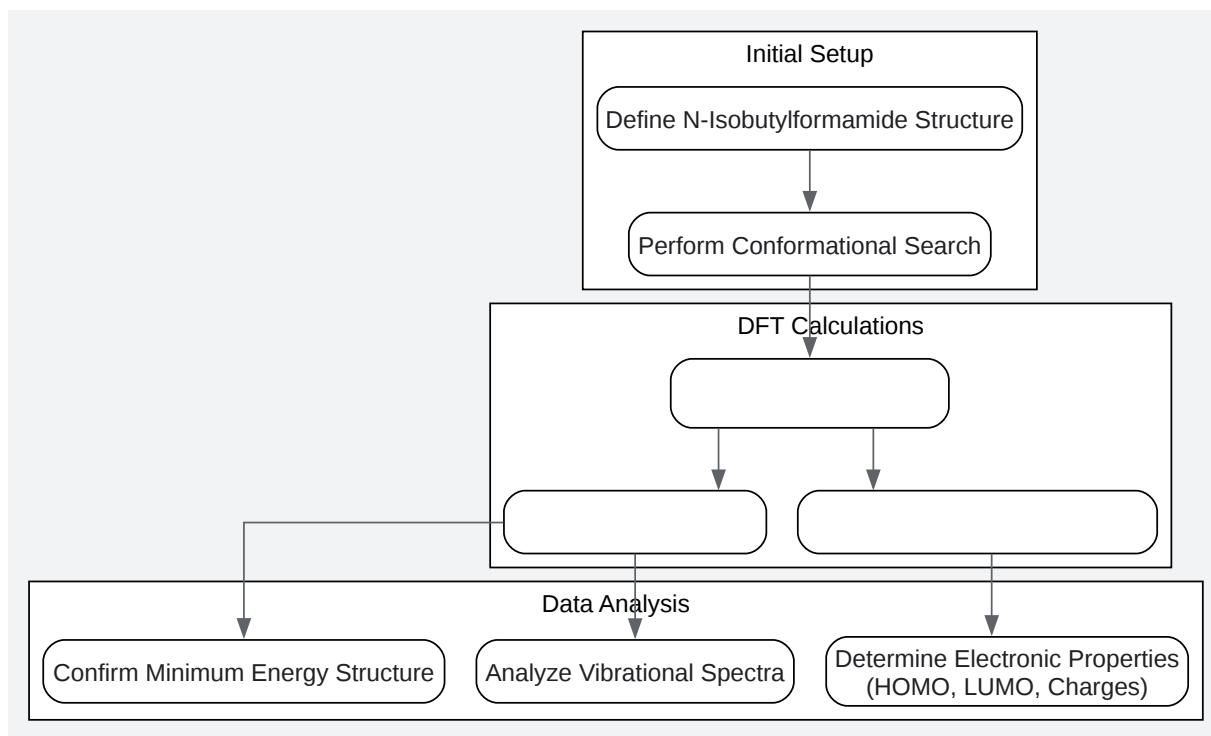 Initial Setup
Define N-Isobutylformamide Structure
Perform Conformational Search
DFT Calculations
Data Analysis
Confirm Minimum Energy Structure
Analyze Vibrational Spectra
Determine Electronic Properties
(HOMO, LUMO, Charges)